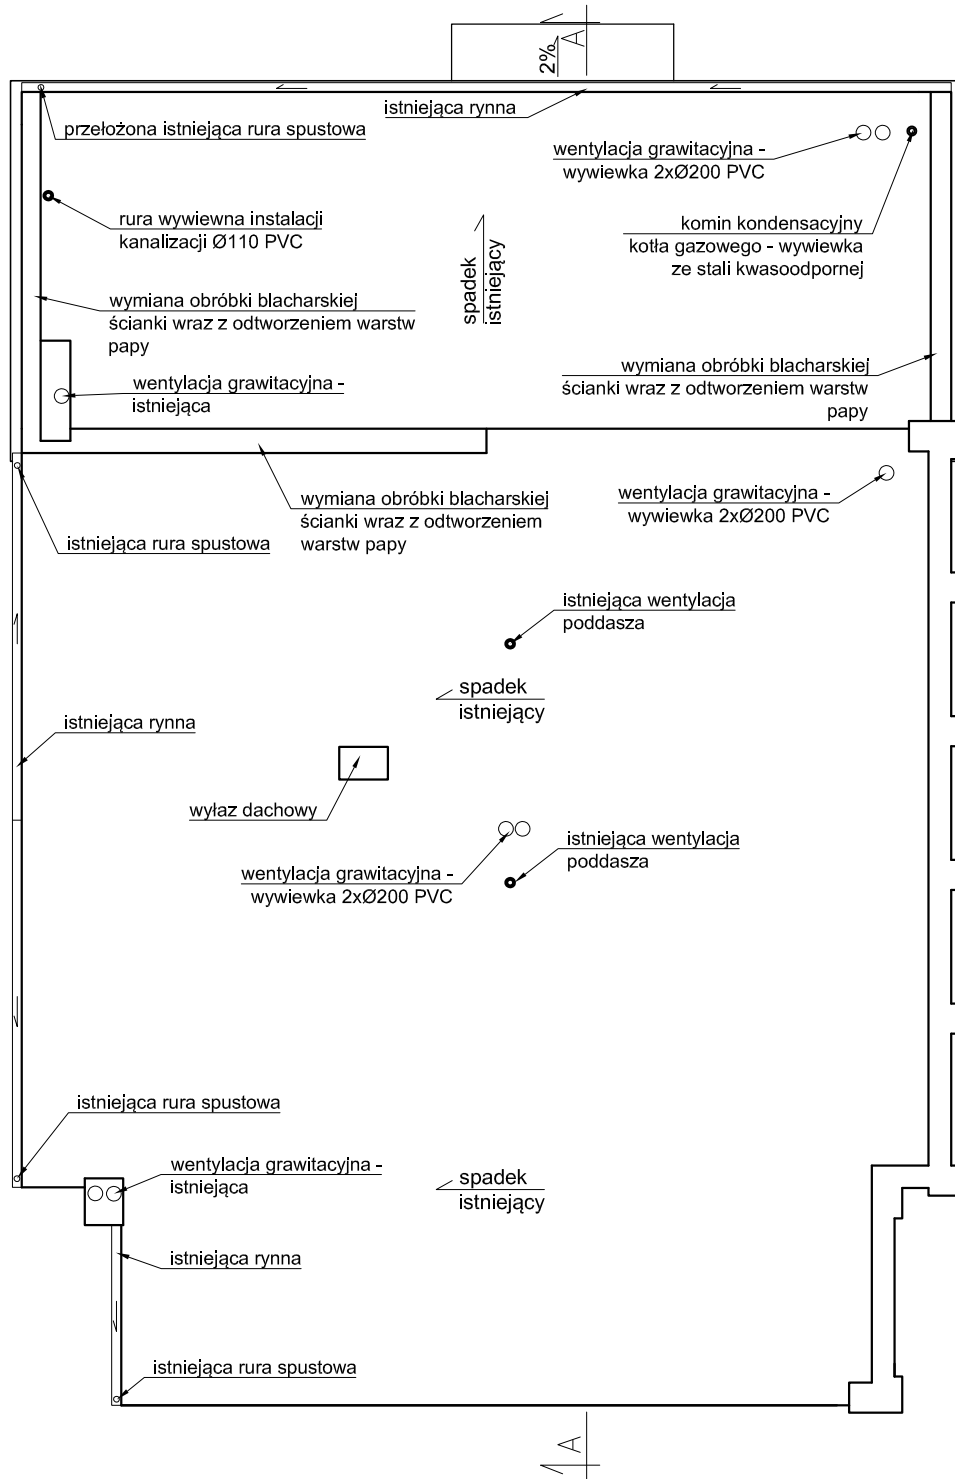 A
2%
istniejąca rynna
przełożona istniejąca rura spustowa
wentylacja grawitacyjna -
wywiewka 2xØ200 PVC
rura wywiewna instalacji
kanalizacji Ø110 PVC
spadek
istniejący
komin kondensacyjny
kotła gazowego - wywiewka
ze stali kwasoodpornej
wymiana obróbki blacharskiej
ścianki wraz z odtworzeniem warstw
papy
wymiana obróbki blacharskiej
ścianki wraz z odtworzeniem warstw
papy
wentylacja grawitacyjna -
istniejąca
wymiana obróbki blacharskiej
ścianki wraz z odtworzeniem
warstw papy
wentylacja grawitacyjna -
wywiewka 2xØ200 PVC
istniejąca rura spustowa
istniejąca wentylacja
poddasza
spadek
istniejący
istniejąca rynna
wyłaz dachowy
istniejąca wentylacja
poddasza
wentylacja grawitacyjna -
wywiewka 2xØ200 PVC
istniejąca rura spustowa
wentylacja grawitacyjna -
istniejąca
spadek
istniejący
istniejąca rynna
istniejąca rura spustowa
A